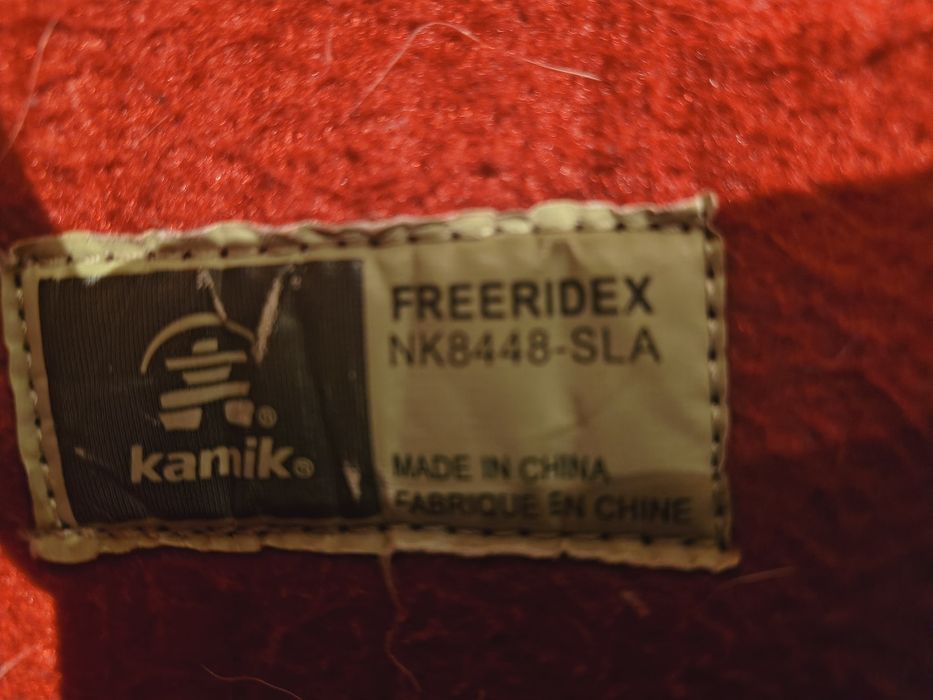 kamik®
FREERIDEX
NK8448-SLA
MADE IN CHINA
FABRIQUE EN CHINE